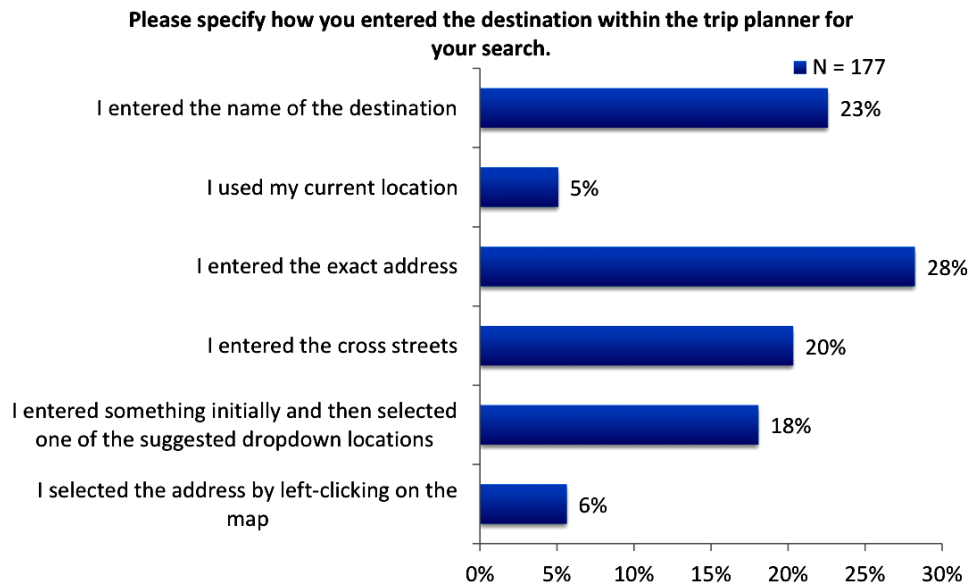 Please specify how you entered the destination within the trip planner for
your search.
N = 177
I entered the name of the destination
23%
I used my current location
5%
I entered the exact address
28%
I entered the cross streets
20%
I entered something initially and then selected
one of the suggested dropdown locations
18%
I selected the address by left-clicking on the
map
6%
0% 5% 10% 15% 20% 25% 30%